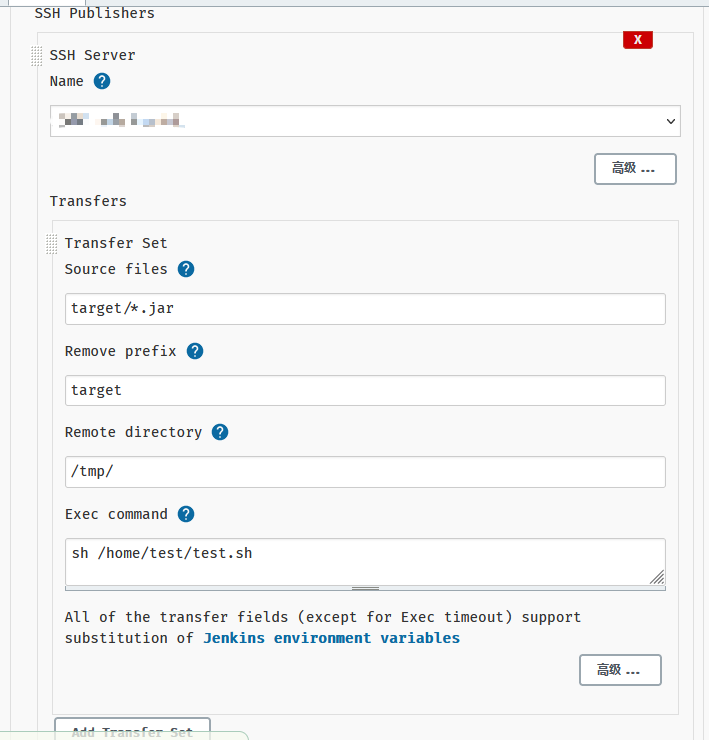 SSH Publishers
X
SSH Server
Name ?
高级 ...
Transfers
Transfer Set
Source files ?
target/*.jar
Remove prefix ?
target
Remote directory ?
/tmp/
Exec command ?
sh /home/test/test.sh
All of the transfer fields (except for Exec timeout) support
substitution of Jenkins environment variables
高级 ...
Add Transfer Set